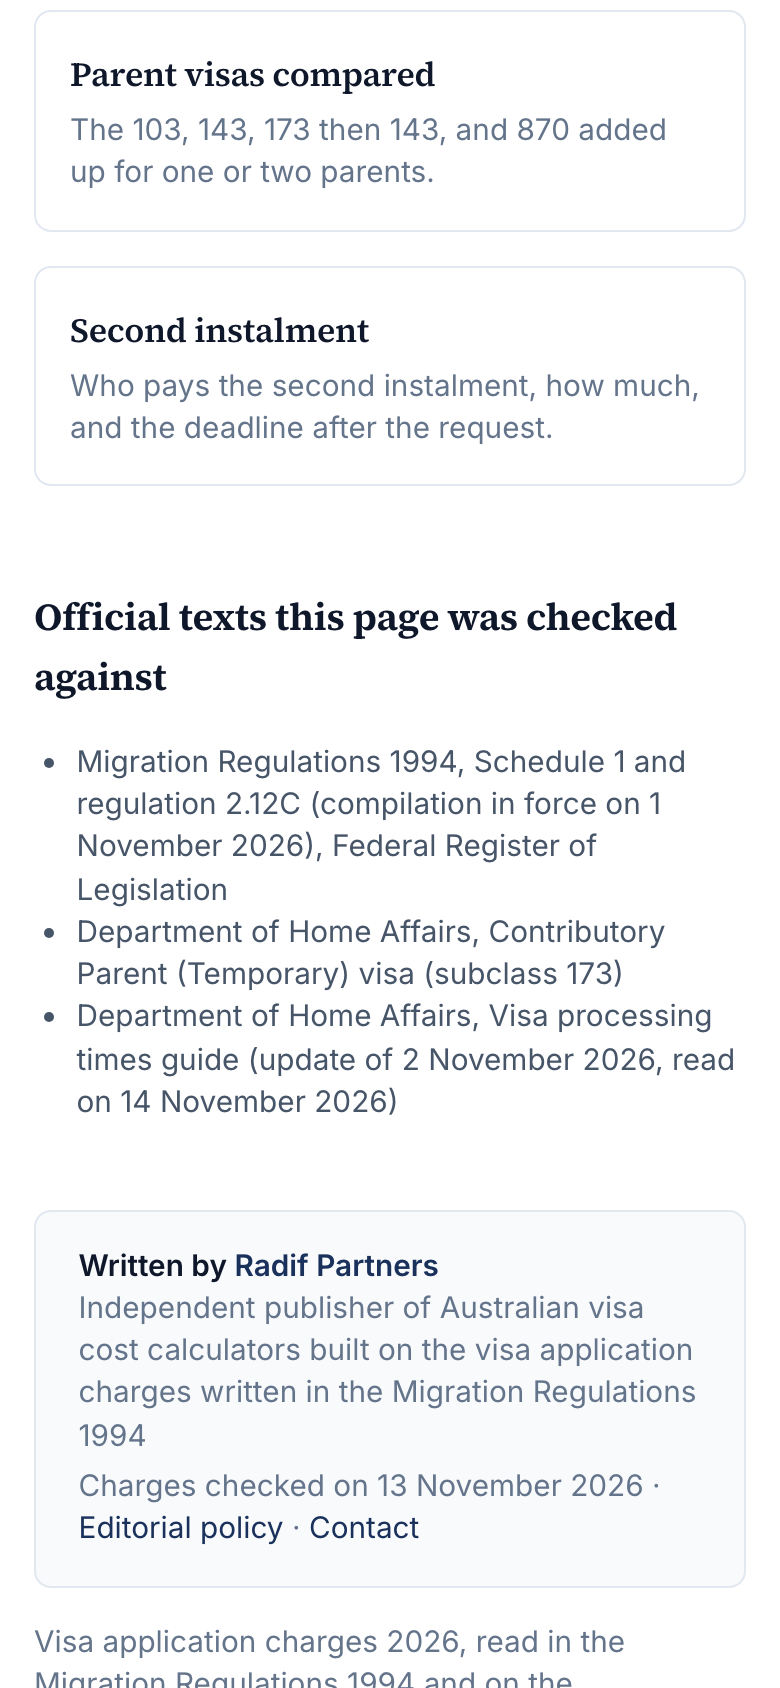 Parent visas compared
The 103, 143, 173 then 143, and 870 added
up for one or two parents.
Second instalment
Who pays the second instalment, how much,
and the deadline after the request.
Official texts this page was checked
against
• Migration Regulations 1994, Schedule 1 and
regulation 2.12C (compilation in force on 1
November 2026), Federal Register of
Legislation
• Department of Home Affairs, Contributory
Parent (Temporary) visa (subclass 173)
• Department of Home Affairs, Visa processing
times guide (update of 2 November 2026, read
on 14 November 2026)
Written by Radif Partners
Independent publisher of Australian visa
cost calculators built on the visa application
charges written in the Migration Regulations
1994
Charges checked on 13 November 2026 ·
Editorial policy · Contact
Visa application charges 2026, read in the
Migration Regulations 1994 and on the